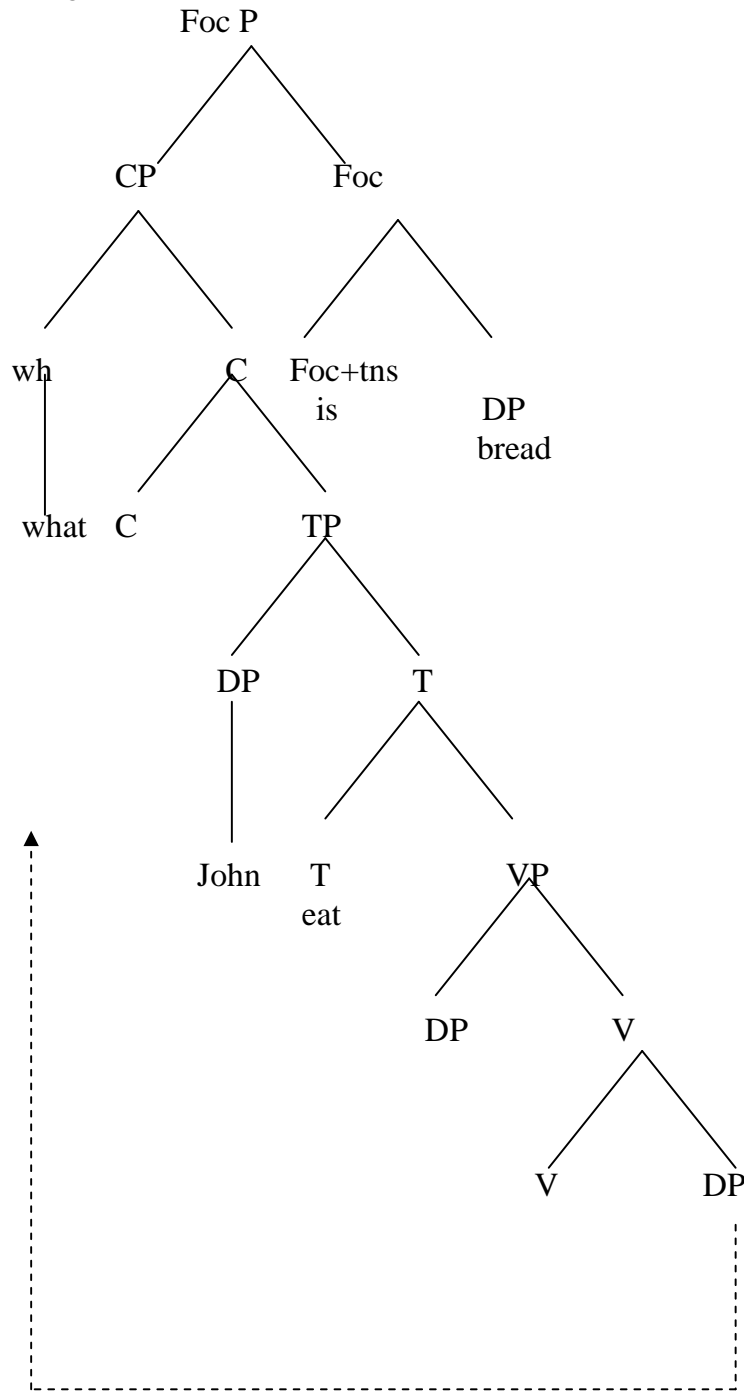 Foc P
CP Foc
wh C Foc+tns
is DP
bread
what C TP
DP T
John T VP
eat
DP V
V DP